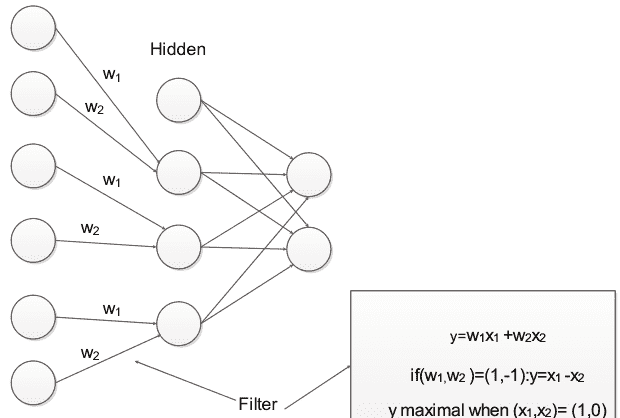 Hidden
w1
w2
w1
w2
w1
w2
Filter
y=w1x1 +w2x2
if(w1,w2 )=(1,-1):y=x1 -x2
y maximal when (x1,x2)= (1,0)